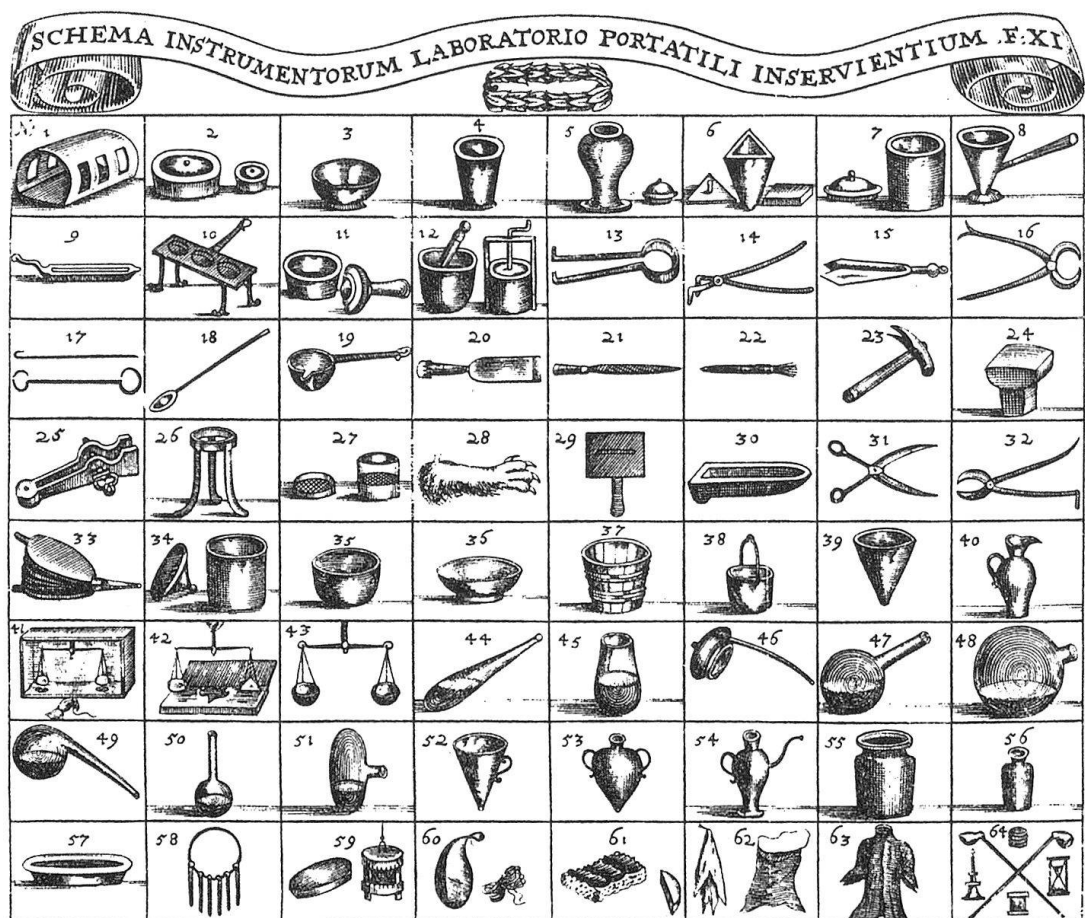 SCHEMA INSTRUMENTORUM LABORATORIO PORTATILI INSERVIENTIUM .F:XI
No 1 2 3 4 5 6 7 8
9 10 11 12 13 14 15 16
17 18 19 20 21 22 23 24
25 26 27 28 29 30 31 32
33 34 35 36 37 38 39 40
41 42 43 44 45 46 47 48
49 50 51 52 53 54 55 56
57 58 59 60 61 62 63 64